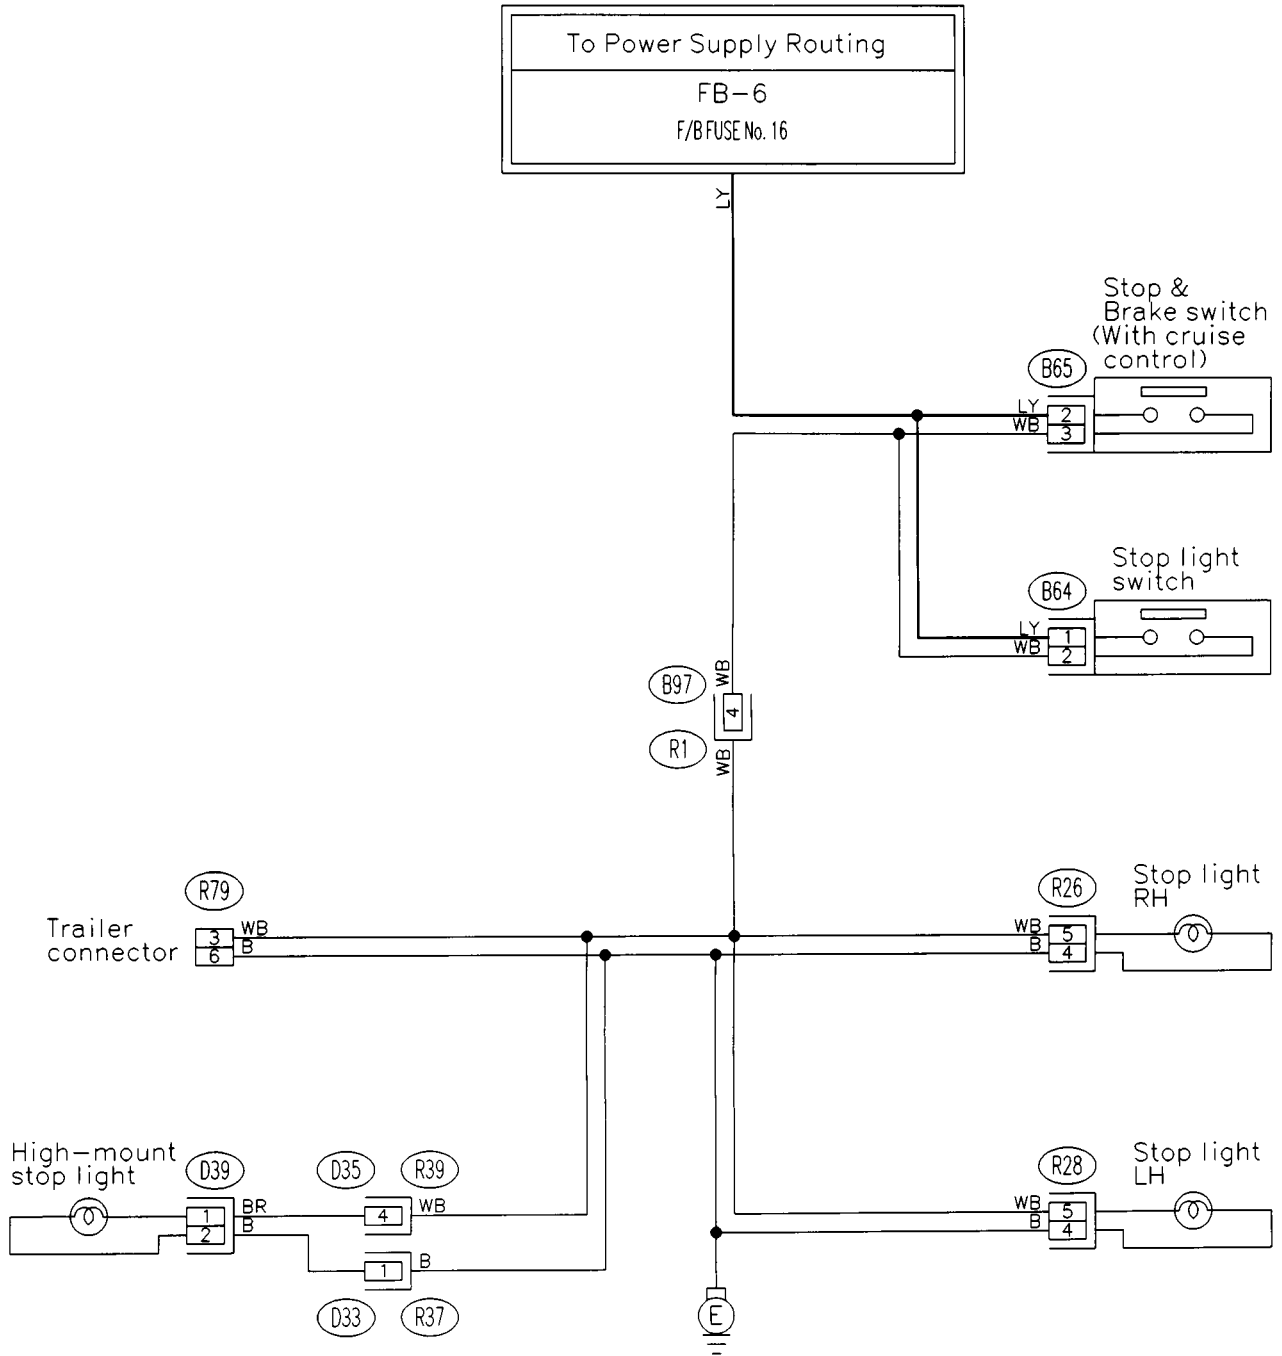 To Power Supply Routing
FB-6
F/B FUSE No. 16
LY
Stop &
Brake switch
(With cruise
control)
B65
LY
2
WB
3
Stop light
switch
B64
LY
1
WB
2
B97
WB
4
R1
WB
R79
Trailer
connector
3
WB
6
B
R26
Stop light
RH
WB
5
B
4
High-mount
stop light
D39
D35
R39
1
BR
2
B
4
WB
1
B
D33
R37
R28
Stop light
LH
WB
5
B
4
E